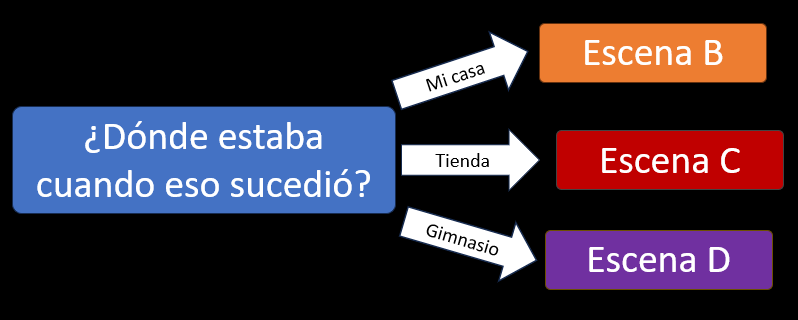 ¿Dónde estaba
cuando eso sucedió?
Mi casa
Escena B
Tienda
Escena C
Gimnasio
Escena D